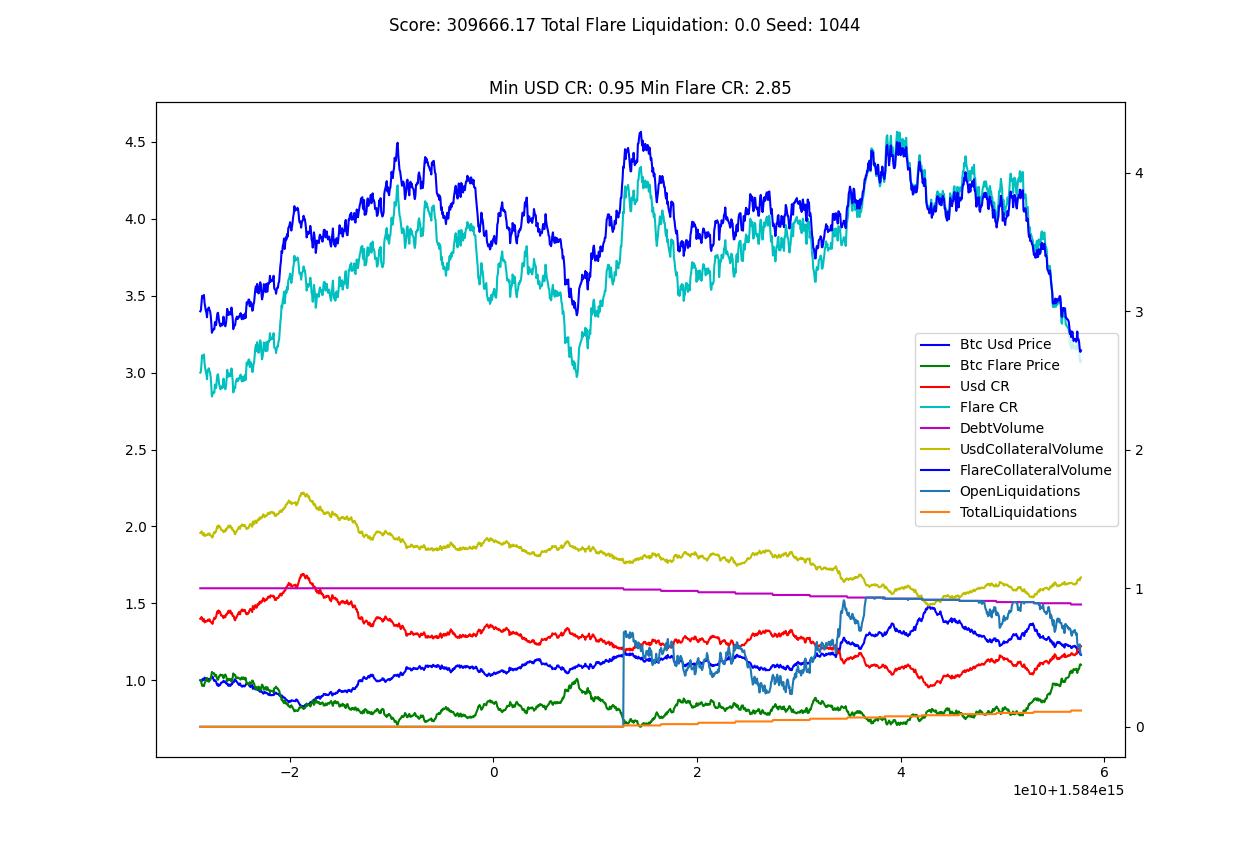 Score: 309666.17 Total Flare Liquidation: 0.0 Seed: 1044
Min USD CR: 0.95 Min Flare CR: 2.85
4.5
4.0
3.5
3.0
2.5
2.0
1.5
1.0
4
3
2
1
0
Btc Usd Price
Btc Flare Price
Usd CR
Flare CR
DebtVolume
UsdCollateralVolume
FlareCollateralVolume
OpenLiquidations
TotalLiquidations
−2 0 2 4 6
1e10+1.584e15